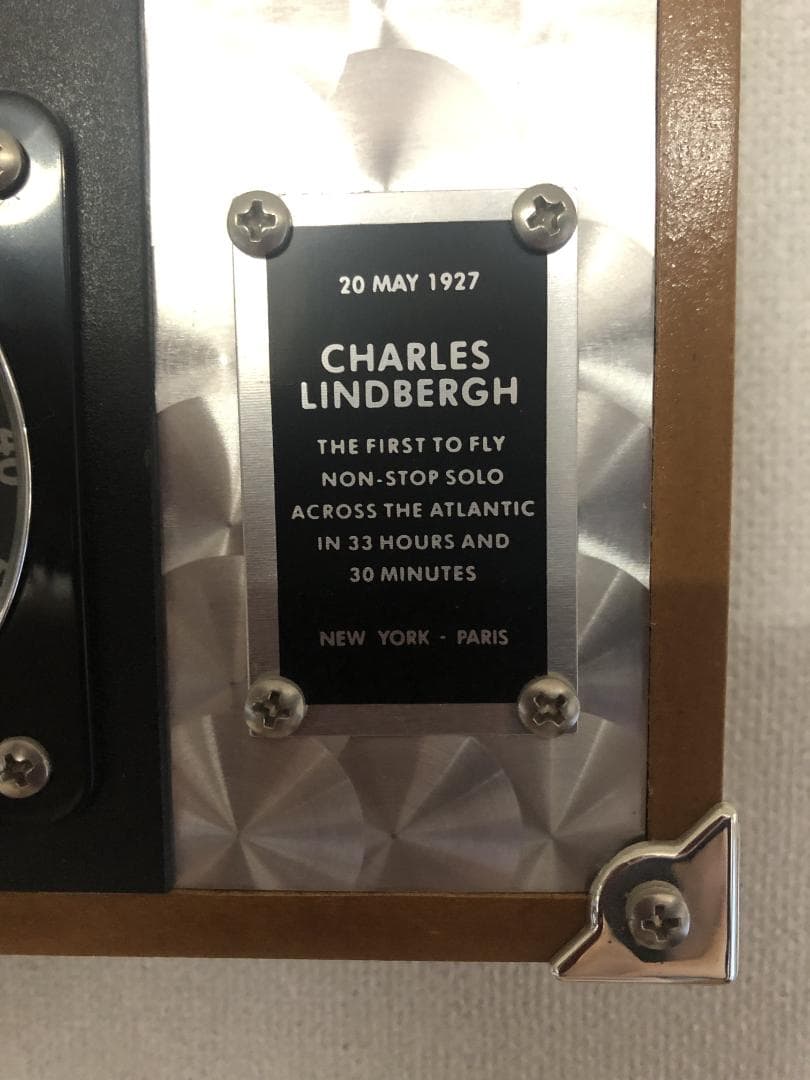 20 MAY 1927
CHARLES
LINDBERGH
THE FIRST TO FLY
NON-STOP SOLO
ACROSS THE ATLANTIC
IN 33 HOURS AND
30 MINUTES
NEW YORK - PARIS
40